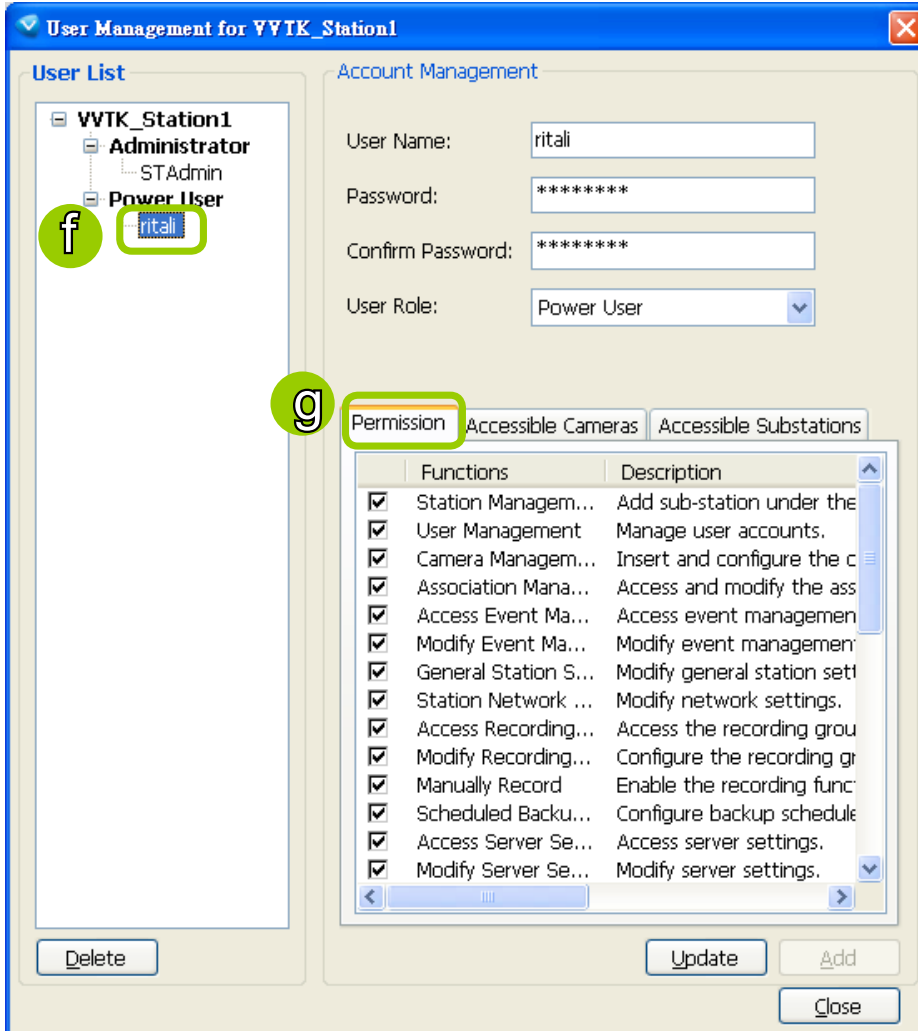 User Management for VVTK_Station1
User List
VVTK_Station1
Administrator
STAdmin
Power User
ritali
f
Account Management
User Name: ritali
Password: ********
Confirm Password: ********
User Role: Power User
g
Permission Accessible Cameras Accessible Substations
Functions Description
Station Managem... Add sub-station under the
User Management Manage user accounts.
Camera Managem... Insert and configure the c
Association Mana... Access and modify the ass
Access Event Ma... Access event managemen
Modify Event Ma... Modify event management
General Station S... Modify general station sett
Station Network ... Modify network settings.
Access Recording... Access the recording grou
Modify Recording... Configure the recording gr
Manually Record Enable the recording func
Scheduled Backu... Configure backup schedule
Access Server Se... Access server settings.
Modify Server Se... Modify server settings.
Delete
Update Add
Close